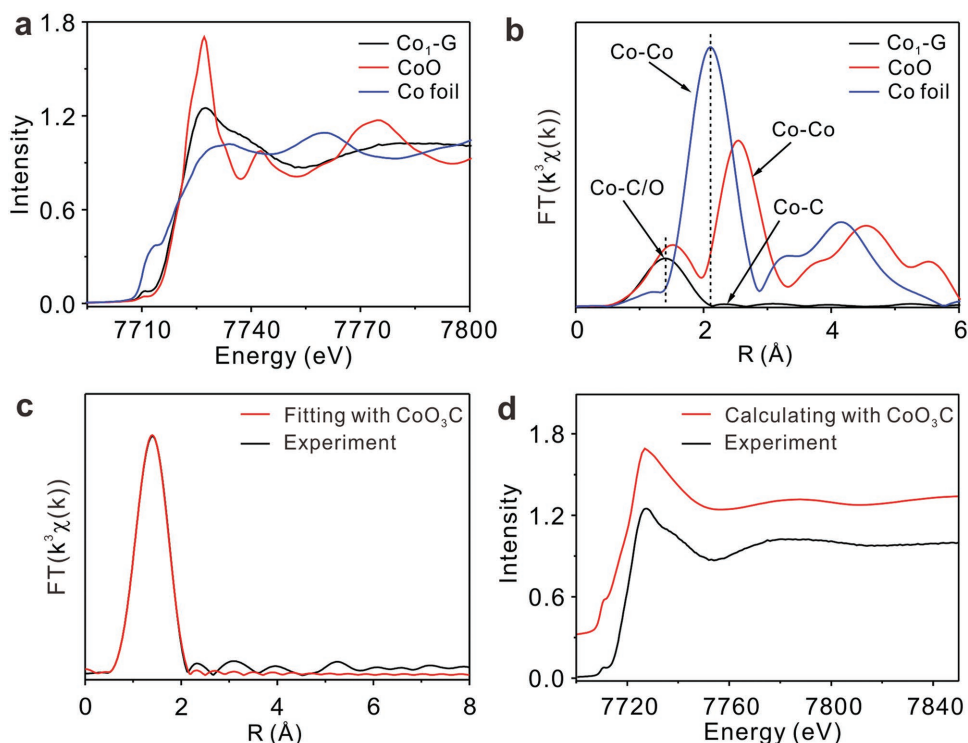 a
Intensity
1.8
1.2
0.6
0.0
Co₁-G
CoO
Co foil
7710
7740
7770
7800
Energy (eV)
b
FT(k³χ(k))
Co-Co
Co₁-G
CoO
Co foil
Co-Co
Co-C/O
Co-C
0
2
4
6
R (Å)
c
FT(k³χ(k))
Fitting with CoO₃C
Experiment
0
2
4
6
8
R (Å)
d
Intensity
Calculating with CoO₃C
Experiment
1.8
1.2
0.6
0.0
7720
7760
7800
7840
Energy (eV)